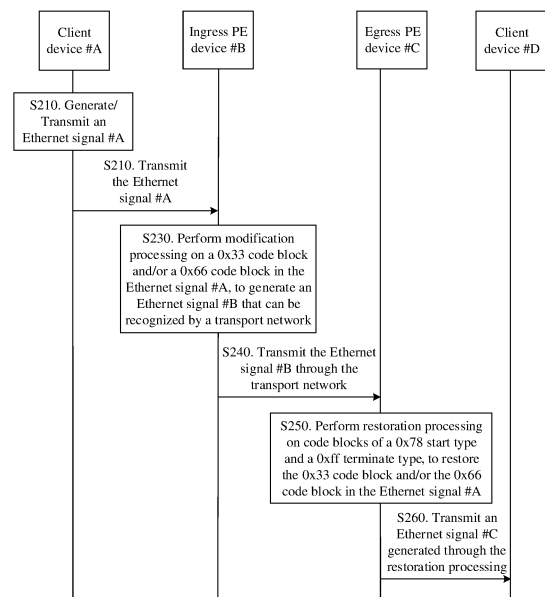 Client
device #A
Ingress PE
device #B
Egress PE
device #C
Client
device #D
S210. Generate/
Transmit an
Ethernet signal #A
S210. Transmit
the Ethernet
signal #A
S230. Perform modification
processing on a 0x33 code block
and/or a 0x66 code block in the
Ethernet signal #A, to generate an
Ethernet signal #B that can be
recognized by a transport network
S240. Transmit the Ethernet
signal #B through the
transport network
S250. Perform restoration processing
on code blocks of a 0x78 start type
and a 0xff terminate type, to restore
the 0x33 code block and/or the 0x66
code block in the Ethernet signal #A
S260. Transmit an
Ethernet signal #C
generated through the
restoration processing